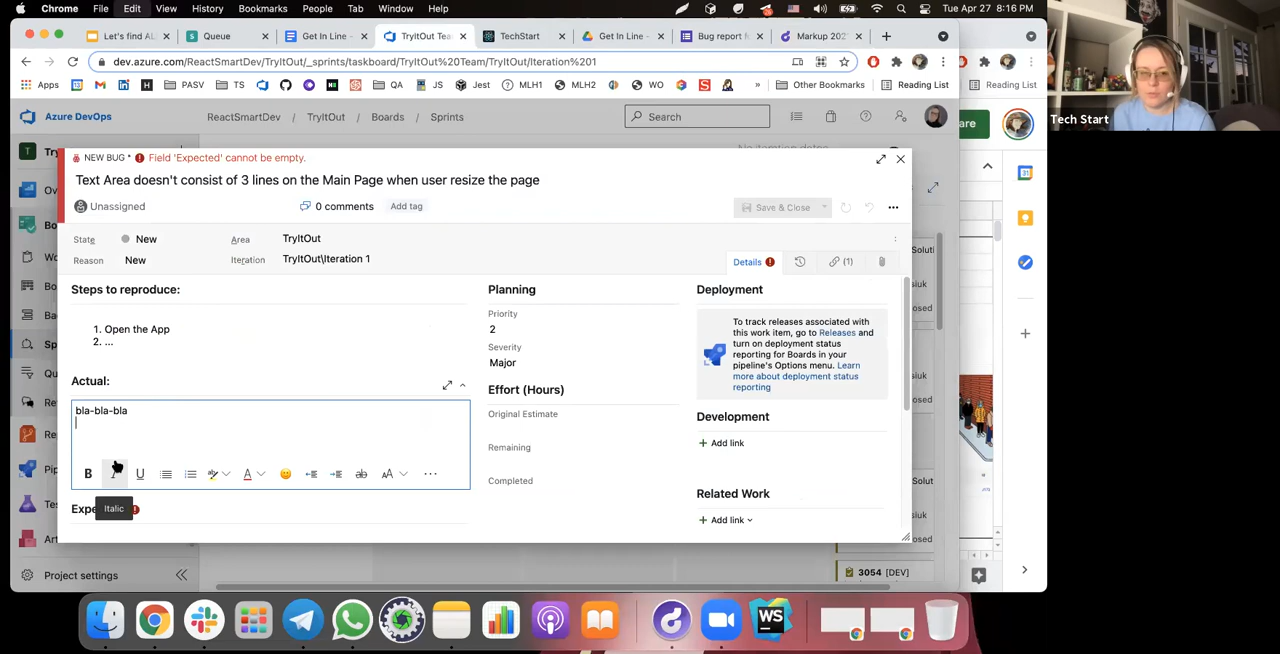 Chrome File Edit View History Bookmarks People Tab Window Help Tue Apr 27 8:16 PM
Let's find AL Queue Get In Line - TryItOut Tea TechStart Get In Line - Bug report f Markup 202
dev.azure.com/ReactSmartDev/TryItOut/_sprints/taskboard/TryItOut%20Team/TryItOut/Iteration%201
Apps PASV TS QA JS Jest MLH1 MLH2 WO » Other Bookmarks Reading List Reading List
Tech Start
Azure DevOps ReactSmartDev / TryItOut / Boards / Sprints Search
are
NEW BUG * Field 'Expected' cannot be empty.
Text Area doesn't consist of 3 lines on the Main Page when user resize the page
Unassigned 0 comments Add tag Save & Close
State New Area TryItOut
Reason New Iteration TryItOut\Iteration 1 Details (1)
Steps to reproduce: Planning Deployment
1. Open the App
2. ...
Priority
2
Severity
Major
To track releases associated with
this work item, go to Releases and
turn on deployment status
reporting for Boards in your
pipeline's Options menu. Learn
more about deployment status
reporting
Actual: Effort (Hours)
bla-bla-bla
Original Estimate
Remaining
Completed
Development
+ Add link
Related Work
+ Add link
B I U A AA ...
Italic
Expe
Project settings
3054 [DEV]
WS